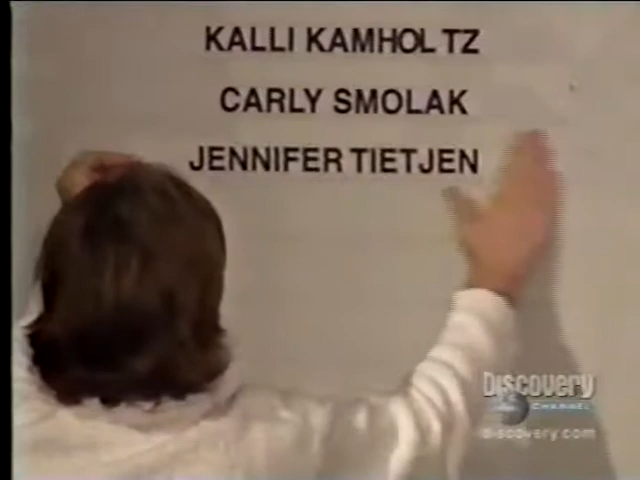 KALLI KAMHOLTZ
CARLY SMOLAK
JENNIFER TIETJEN
DISCOVERY
CHANNEL
discovery.com